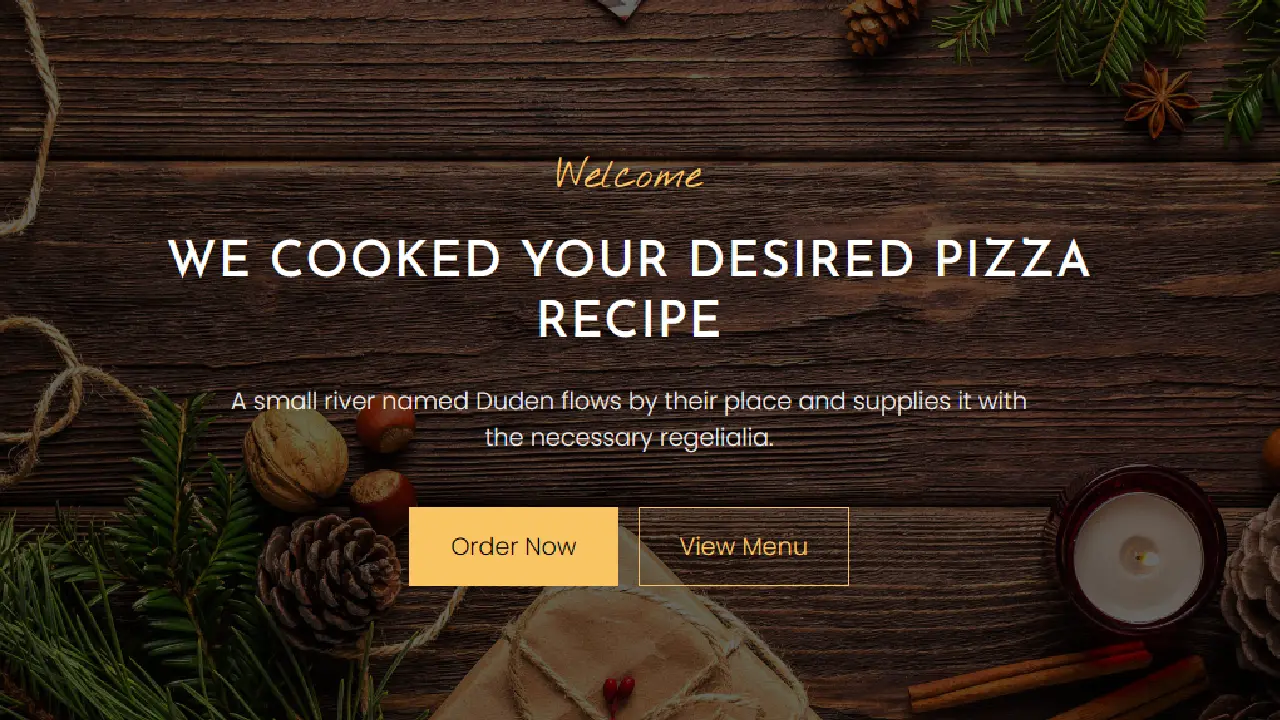 Welcome
WE COOKED YOUR DESIRED PIZZA
RECIPE
A small river named Duden flows by their place and supplies it with
the necessary regelialia.
Order Now
View Menu